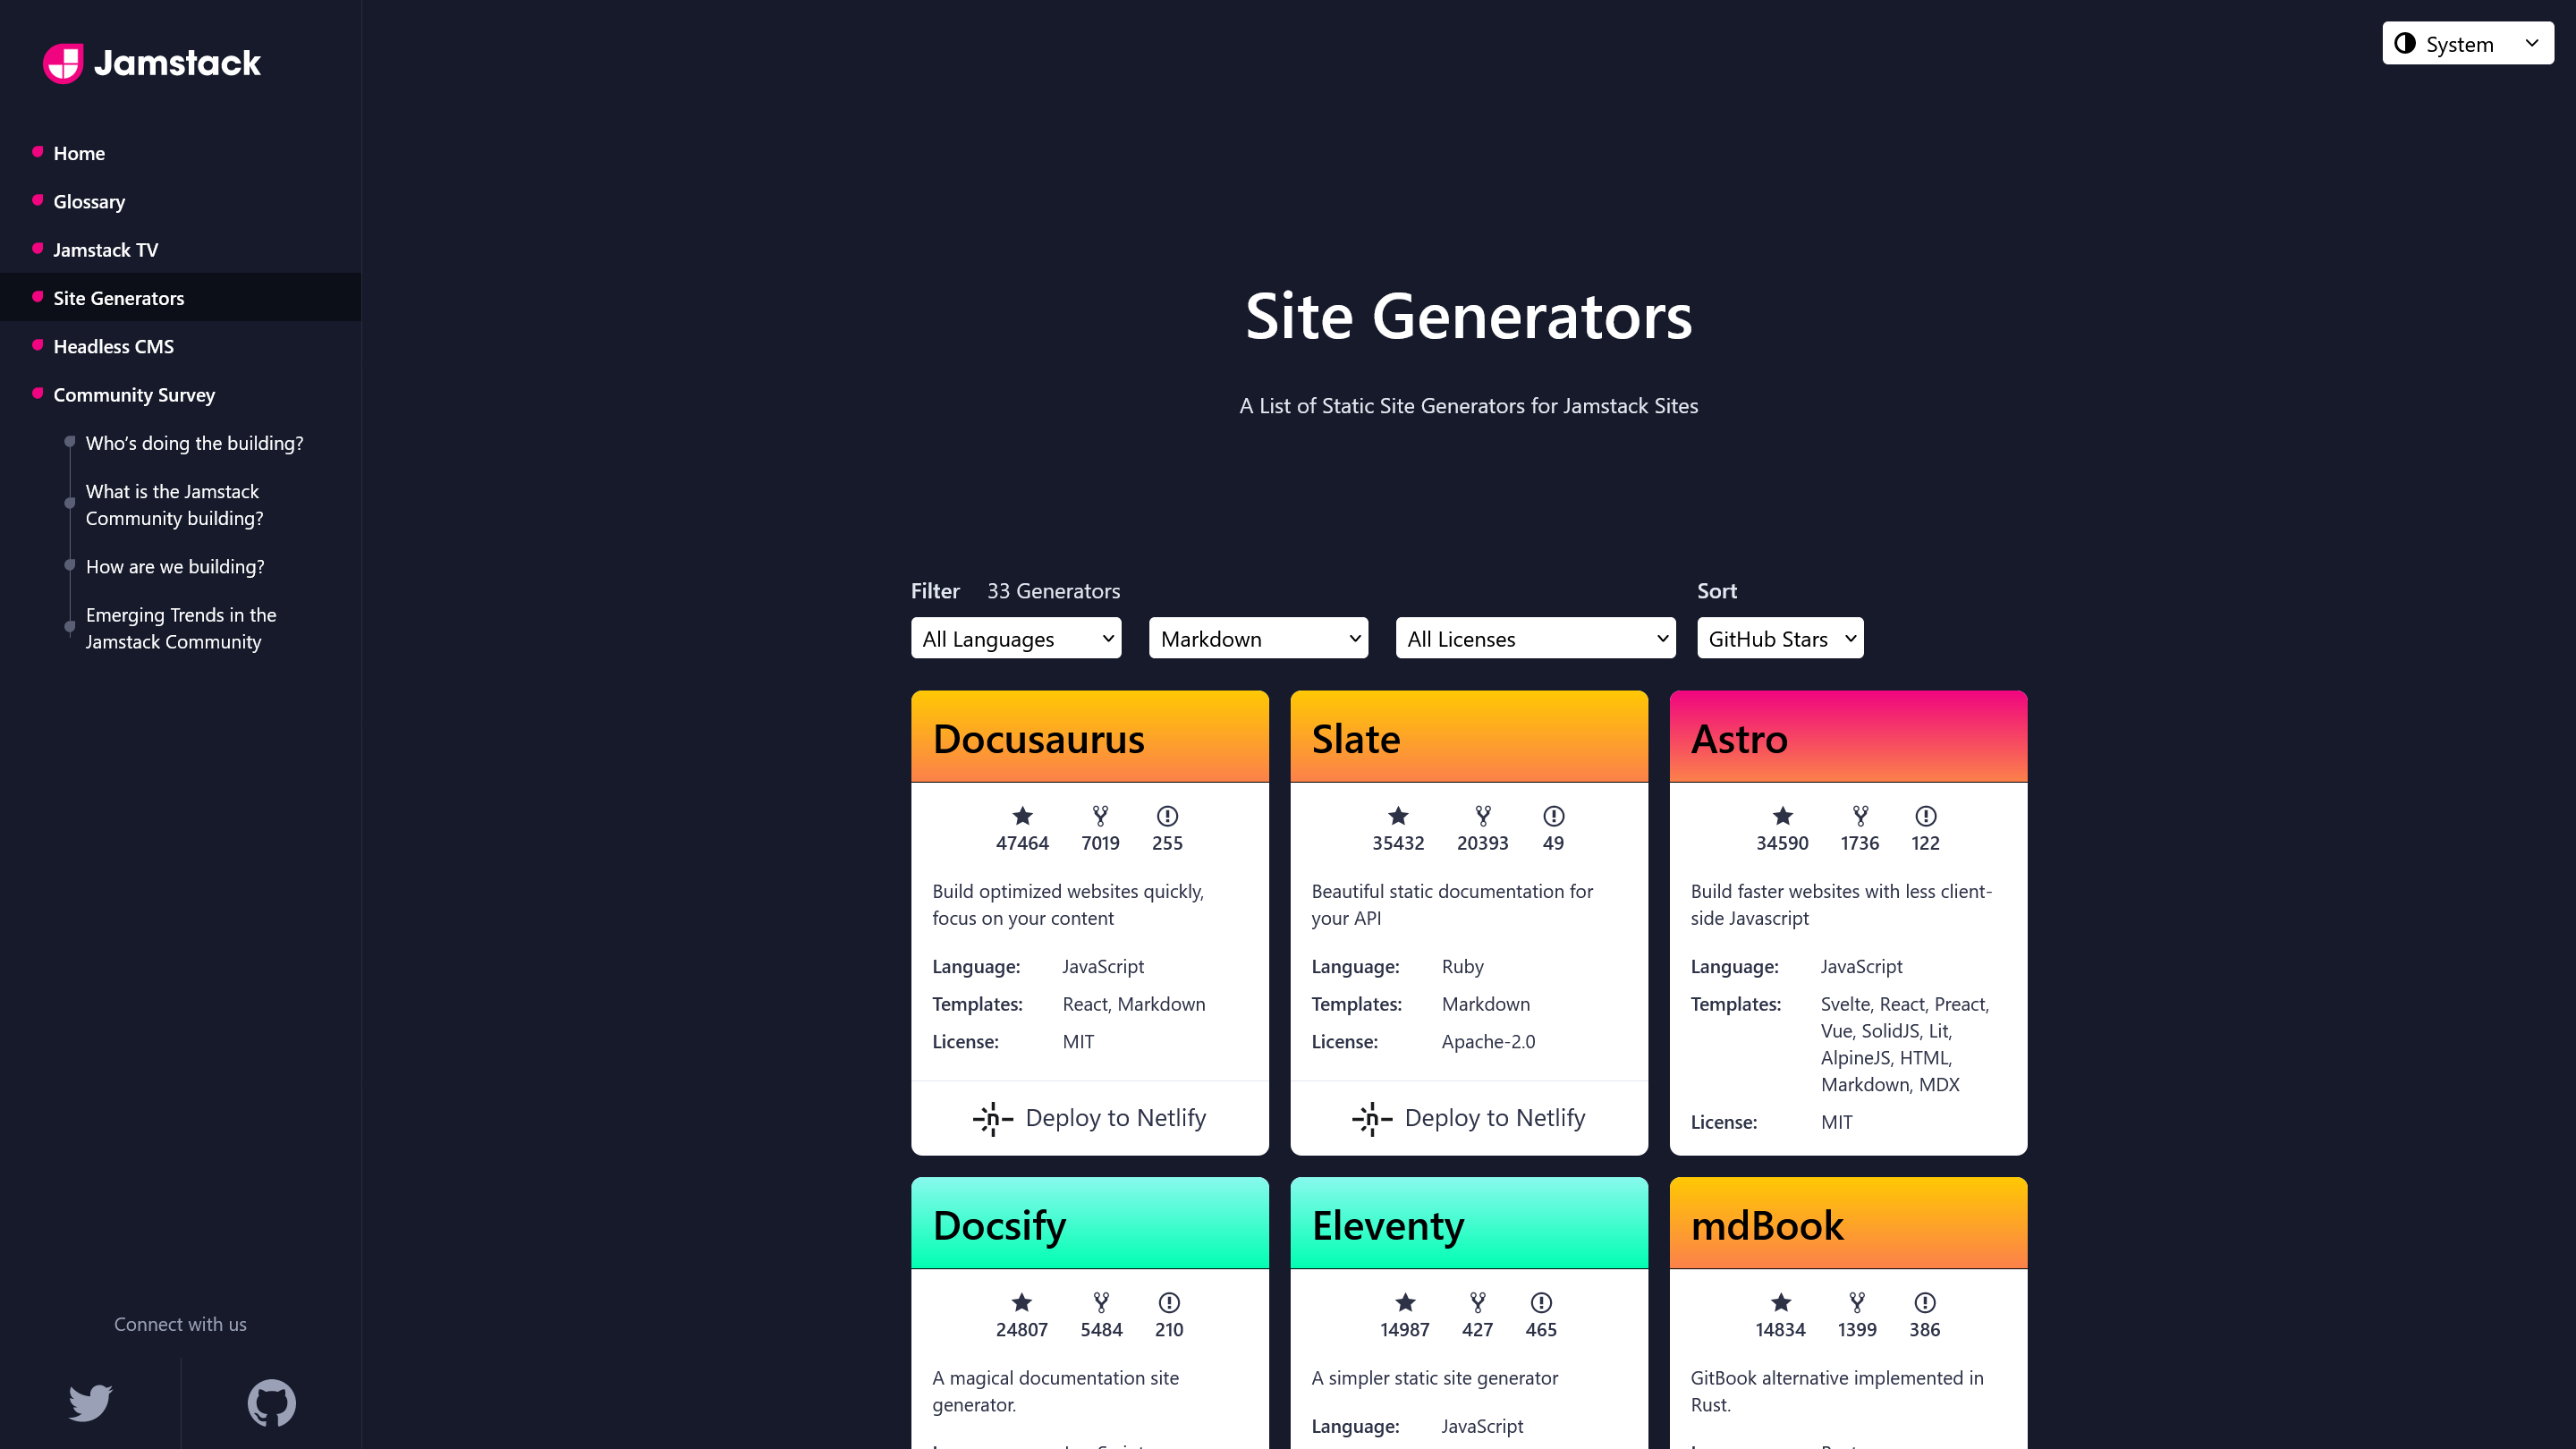 Jamstack
System
Home
Glossary
Jamstack TV
Site Generators
Headless CMS
Community Survey
Who's doing the building?
What is the Jamstack
Community building?
How are we building?
Emerging Trends in the
Jamstack Community
Connect with us
Site Generators
A List of Static Site Generators for Jamstack Sites
Filter 33 Generators Sort
All Languages Markdown All Licenses GitHub Stars
Docusaurus
47464 7019 255
Build optimized websites quickly,
focus on your content
Language: JavaScript
Templates: React, Markdown
License: MIT
Deploy to Netlify
Slate
35432 20393 49
Beautiful static documentation for
your API
Language: Ruby
Templates: Markdown
License: Apache-2.0
Deploy to Netlify
Astro
34590 1736 122
Build faster websites with less client-
side Javascript
Language: JavaScript
Templates: Svelte, React, Preact,
Vue, SolidJS, Lit,
AlpineJS, HTML,
Markdown, MDX
License: MIT
Docsify
24807 5484 210
A magical documentation site
generator.
Eleventy
14987 427 465
A simpler static site generator
Language: JavaScript
mdBook
14834 1399 386
GitBook alternative implemented in
Rust.